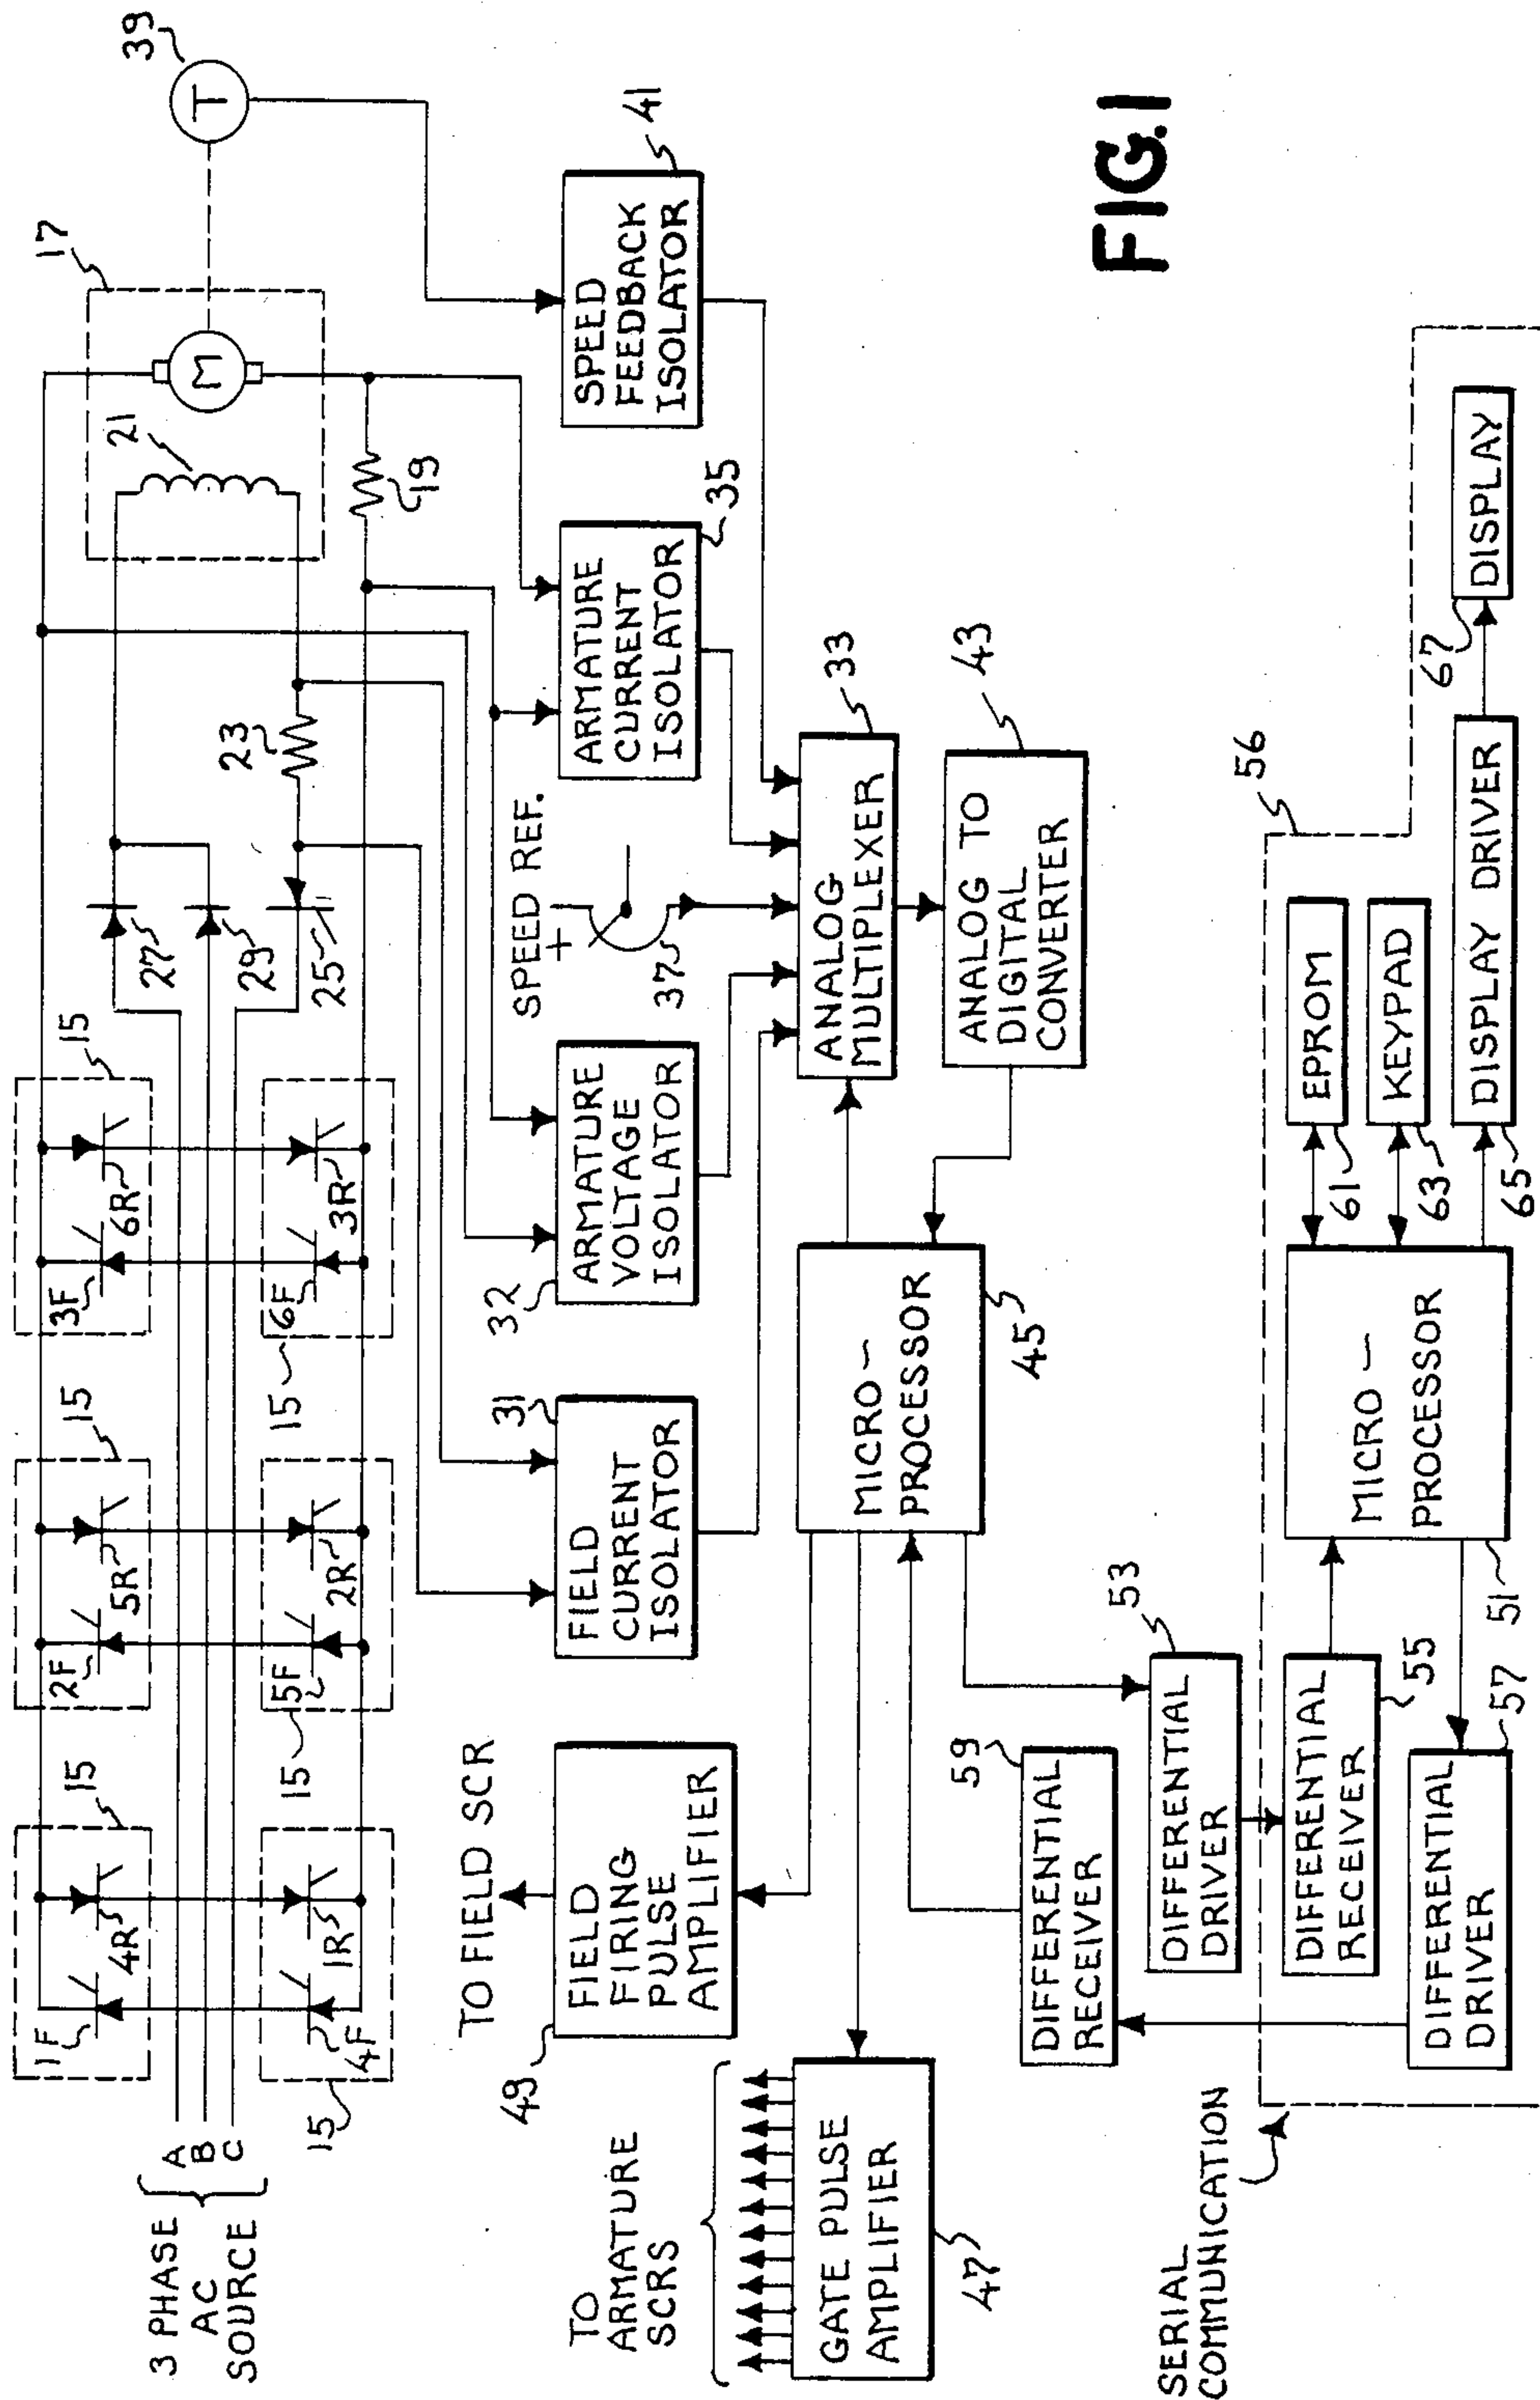 3 PHASE
AC
SOURCE
A
B
C
1F
4R
15
2F
5R
15
3F
6R
15
4F
1R
15
5F
2R
15
6F
3R
15
27
29
25
23
21
17
M
19
39
T
TO FIELD SCR
49
FIELD
FIRING
PULSE
AMPLIFIER
31
FIELD
CURRENT
ISOLATOR
32
ARMATURE
VOLTAGE
ISOLATOR
SPEED REF.
+
37
ARMATURE
CURRENT
ISOLATOR
35
SPEED
FEEDBACK
ISOLATOR
41
TO
ARMATURE
SCRS
GATE PULSE
AMPLIFIER
47
MICRO-
PROCESSOR
45
ANALOG
MULTIPLEXER
33
ANALOG TO
DIGITAL
CONVERTER
43
59
DIFFERENTIAL
RECEIVER
DIFFERENTIAL
DRIVER
53
SERIAL
COMMUNICATION
56
DIFFERENTIAL
RECEIVER
55
DIFFERENTIAL
DRIVER
57
MICRO-
PROCESSOR
51
EPROM
61
KEYPAD
63
DISPLAY DRIVER
65
DISPLAY
67
FIG.1